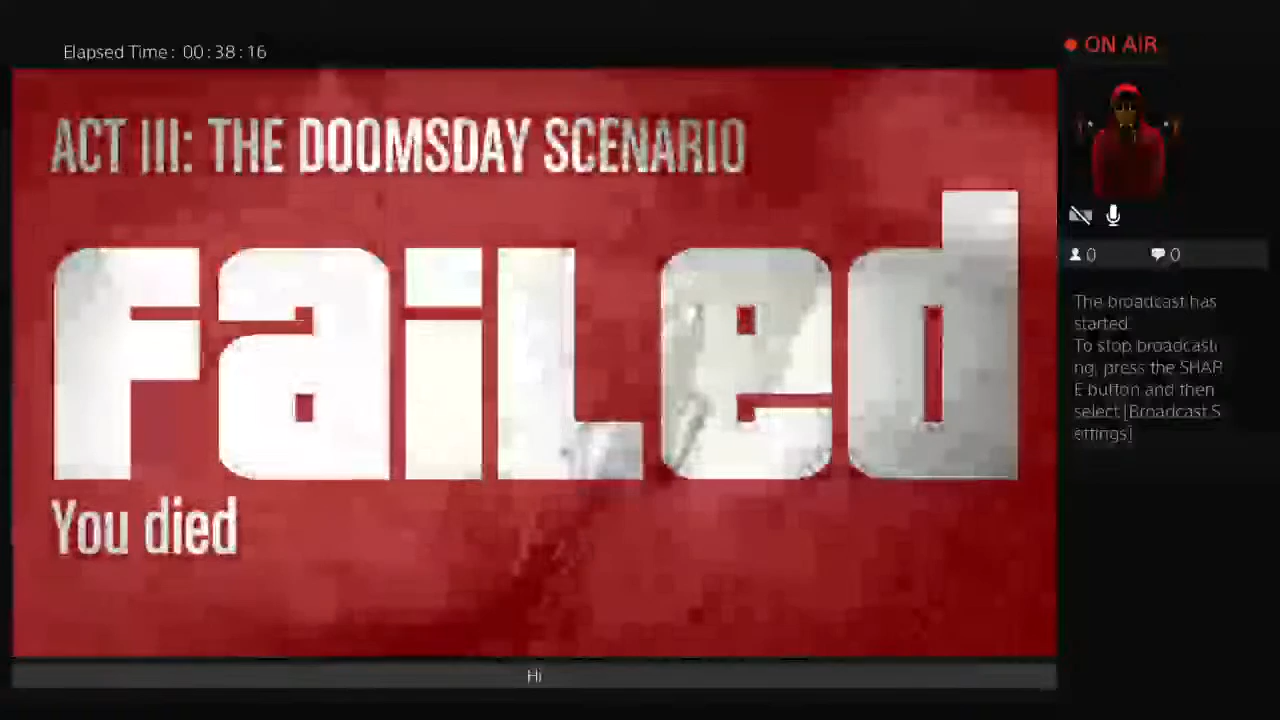 Elapsed Time: 00:38:16
ON AIR
ACT III: THE DOOMSDAY SCENARIO
FaiLed
You died
0
0
The broadcast has
started.
To stop broadcasti
ng, press the SHAR
E button and then
select [Broadcast S
ettings]
Hi